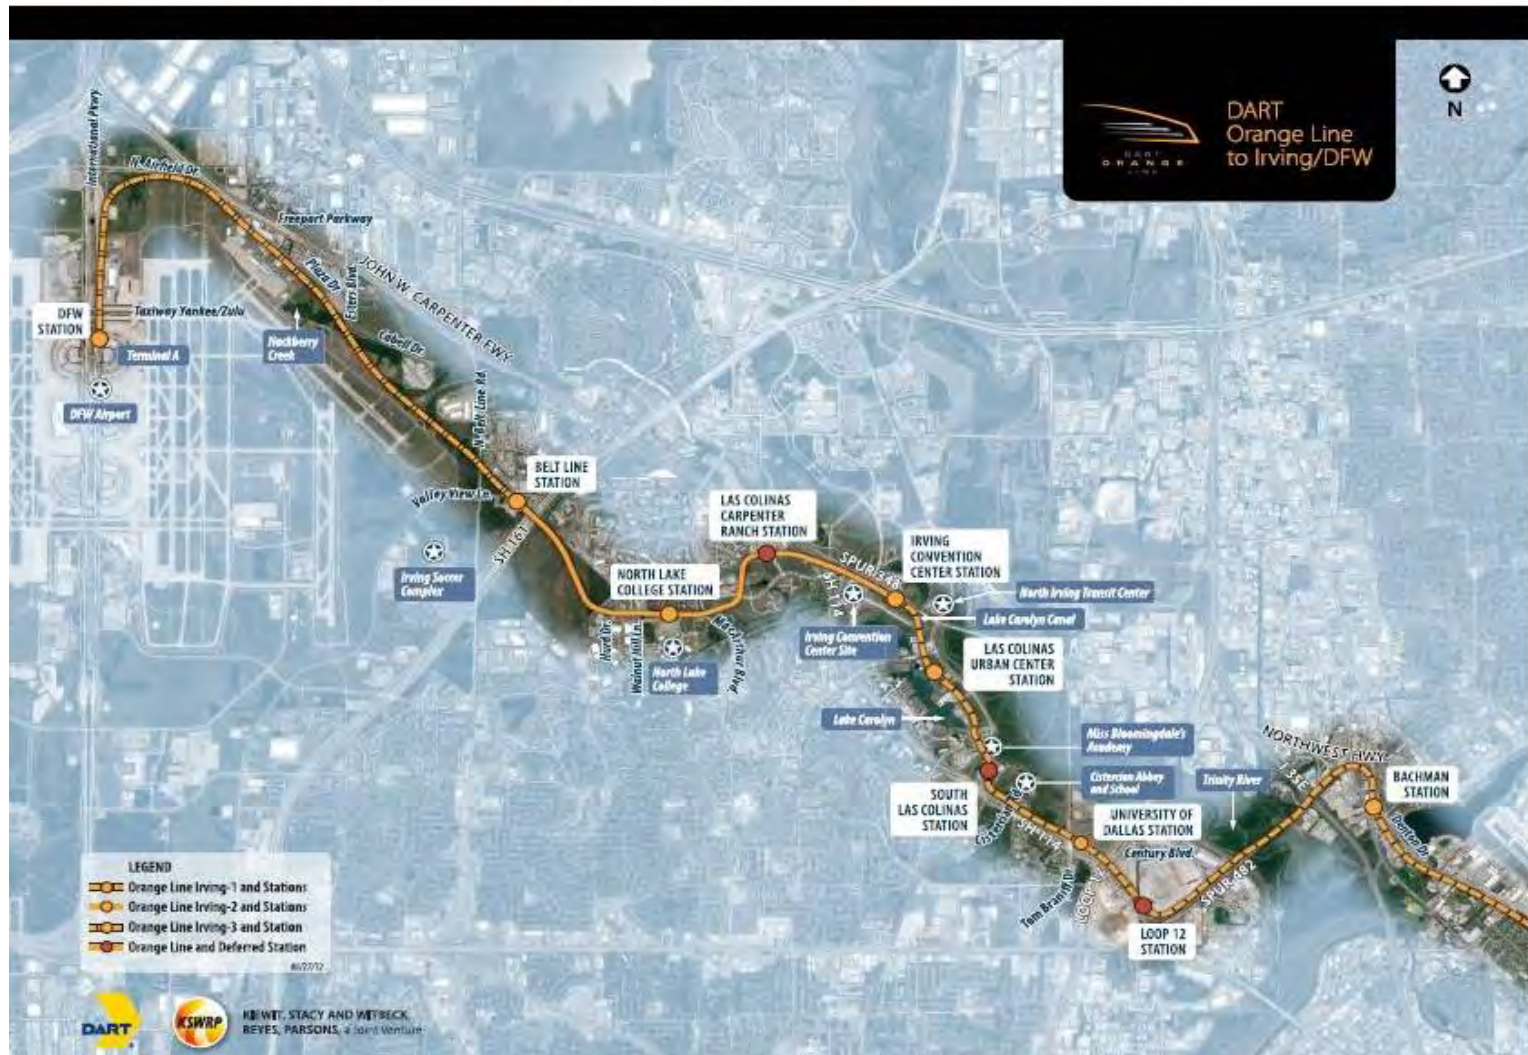 DART
Orange Line
to Irving/DFW
DART
ORANGE
LINE
N
International Pkwy
N. Airfield Dr.
Freeport Parkway
JOHN W. CARPENTER FWY
Plaza Dr.
Esters Blvd.
Cabell Dr.
DFW
STATION
Taxiway Yankee/Zulu
Terminal A
Hackberry
Creek
DFW Airport
N. Belt Line Rd.
BELT LINE
STATION
Valley View Ln.
SH 161
Irving Soccer
Complex
NORTH LAKE
COLLEGE STATION
Hurd Dr.
Walnut Hill Ln.
North Lake
College
MacArthur Blvd
LAS COLINAS
CARPENTER
RANCH STATION
SPUR 348
SH 114
IRVING
CONVENTION
CENTER STATION
North Irving Transit Center
Irving Convention
Center Site
Lake Carolyn Canal
LAS COLINAS
URBAN CENTER
STATION
Lake Carolyn
Miss Bloomingdale's
Academy
Cistercian Abbey
and School
SOUTH
LAS COLINAS
STATION
SH 114
UNIVERSITY OF
DALLAS STATION
Century Blvd.
Tom Braniff Dr.
LOOP 12
STATION
SPUR 482
Trinity River
NORTHWEST HWY
I 35E
BACHMAN
STATION
Denton Dr
LEGEND
Orange Line Irving-1 and Stations
Orange Line Irving-2 and Stations
Orange Line Irving-3 and Station
Orange Line and Deferred Station
DART
KSWRP
KIEWIT, STACY AND WITBECK,
REYES, PARSONS, a Joint Venture